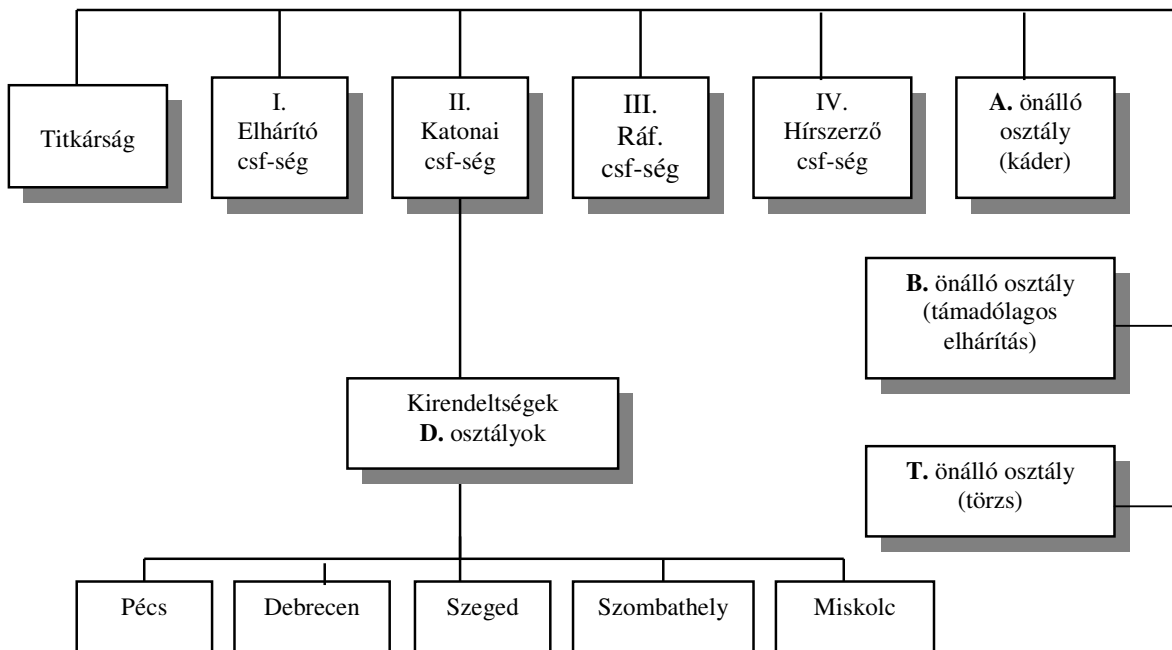 Titkárság
I.
Elhárító
csf-ség
II.
Katonai
csf-ség
III.
Ráf.
csf-ség
IV.
Hírszerző
csf-ség
A. önálló
osztály
(káder)
B. önálló osztály
(támadólagos
elhárítás)
Kirendeltségek
D. osztályok
T. önálló osztály
(törzs)
Pécs
Debrecen
Szeged
Szombathely
Miskolc